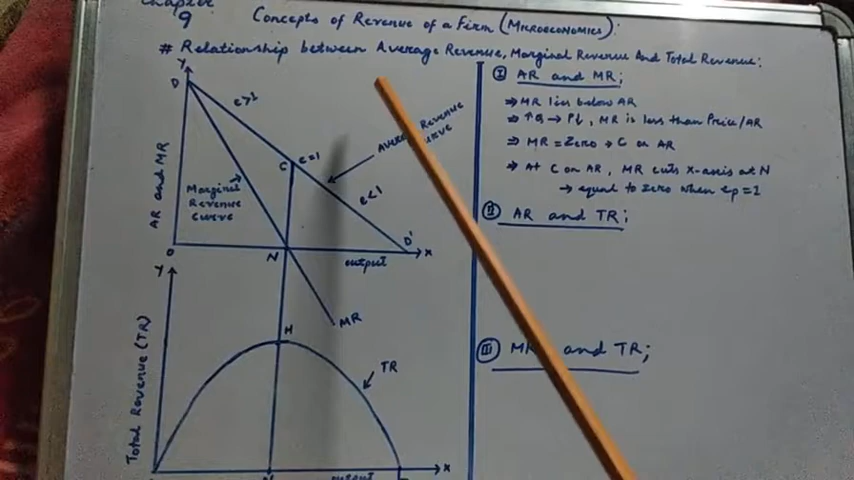 Chapter
9
Concepts of Revenue of a Firm (Microeconomics):
# Relationship between Average Revenue, Marginal Revenue And Total Revenue:
Y
D
e>1
AR and MR
C
e=1
Average Revenue
Curve
Marginal
Revenue
Curve
e<1
D'
O
N
output
X
MR
Y
Total Revenue (TR)
H
TR
N
output
X
I AR and MR;
⇒ MR lies below AR
⇒ ↑Q → P↓, MR is less than Price/AR
⇒ MR = Zero → C on AR
⇒ At C on AR, MR cuts X-axis at N
→ equal to zero when ep=1
II AR and TR;
III MR and TR;